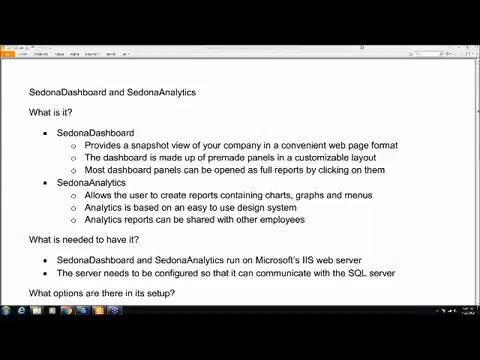 SedonaDashboard and SedonaAnalytics
What is it?
• SedonaDashboard
o Provides a snapshot view of your company in a convenient web page format
o The dashboard is made up of premade panels in a customizable layout
o Most dashboard panels can be opened as full reports by clicking on them
• SedonaAnalytics
o Allows the user to create reports containing charts, graphs and menus
o Analytics is based on an easy to use design system
o Analytics reports can be shared with other employees
What is needed to have it?
• SedonaDashboard and SedonaAnalytics run on Microsoft's IIS web server
• The server needs to be configured so that it can communicate with the SQL server
What options are there in its setup?